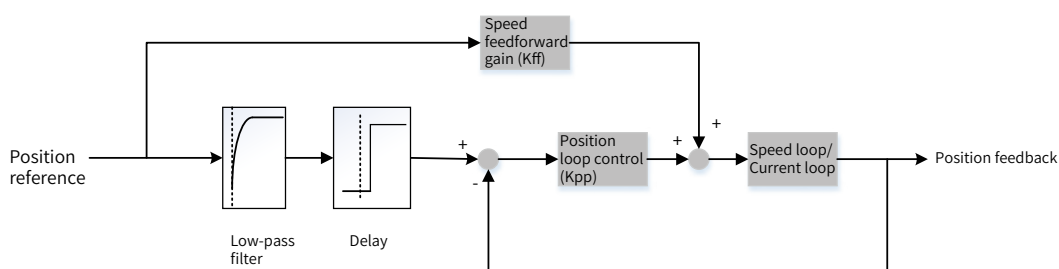 Speed
feedforward
gain (Kff)
+
Position
reference
Low-pass
filter
Delay
+
-
Position
loop control
(Kpp)
+
+
Speed loop/
Current loop
Position feedback